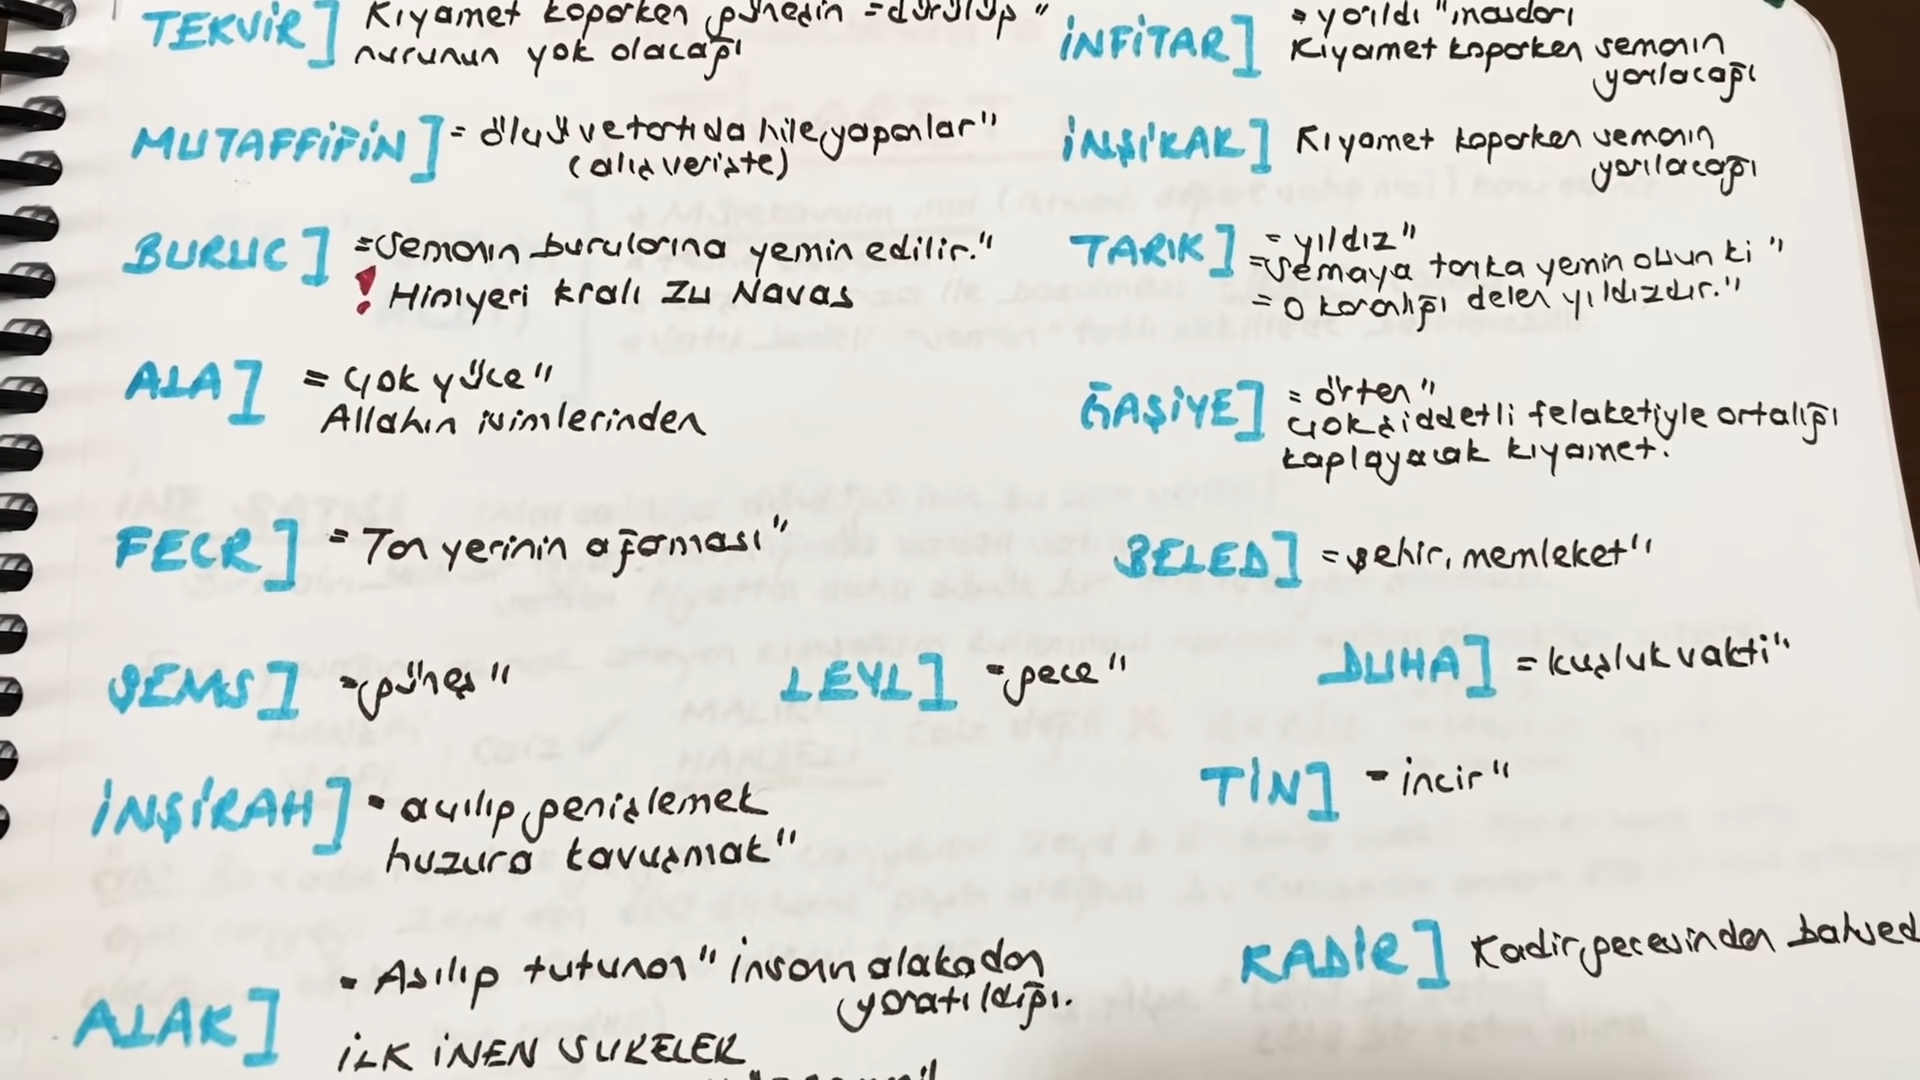 TEKVİR] Kıyamet koparken güneşin "dürülüp"
nurunun yok olacağı
İNFİTAR] "yarıldı" masdarı
Kıyamet koparken semanın
yarılacağı
MUTAFFİFİN] "ölçü ve tartıda hile yapanlar"
(alışverişte)
İNŞİKAK] Kıyamet koparken semanın
yarılacağı
BURUC] "Semanın burçlarına yemin edilir."
! Himyeri kralı Zu Navas
TARIK] "yıldız"
"Semaya tarıka yemin olsun ki"
"O karanlığı delen yıldızdır."
ALA] "çok yüce"
Allahın isimlerinden
ĞAŞİYE] "örten"
çok şiddetli felaketiyle ortalığı
kaplayacak kıyamet.
FECR] "Tan yerinin ağarması"
BELED] "şehir, memleket"
ŞEMS] "güneş"
LEYL] "gece"
DUHA] "kuşluk vakti"
İNŞİRAH] "açılıp genişlemek
huzura kavuşmak"
TİN] "incir"
KADİR] Kadir gecesinden bahsed
ALAK] "Asılıp tutunan" insanın alakadan
yaratıldığı.
İLK İNEN SURELER